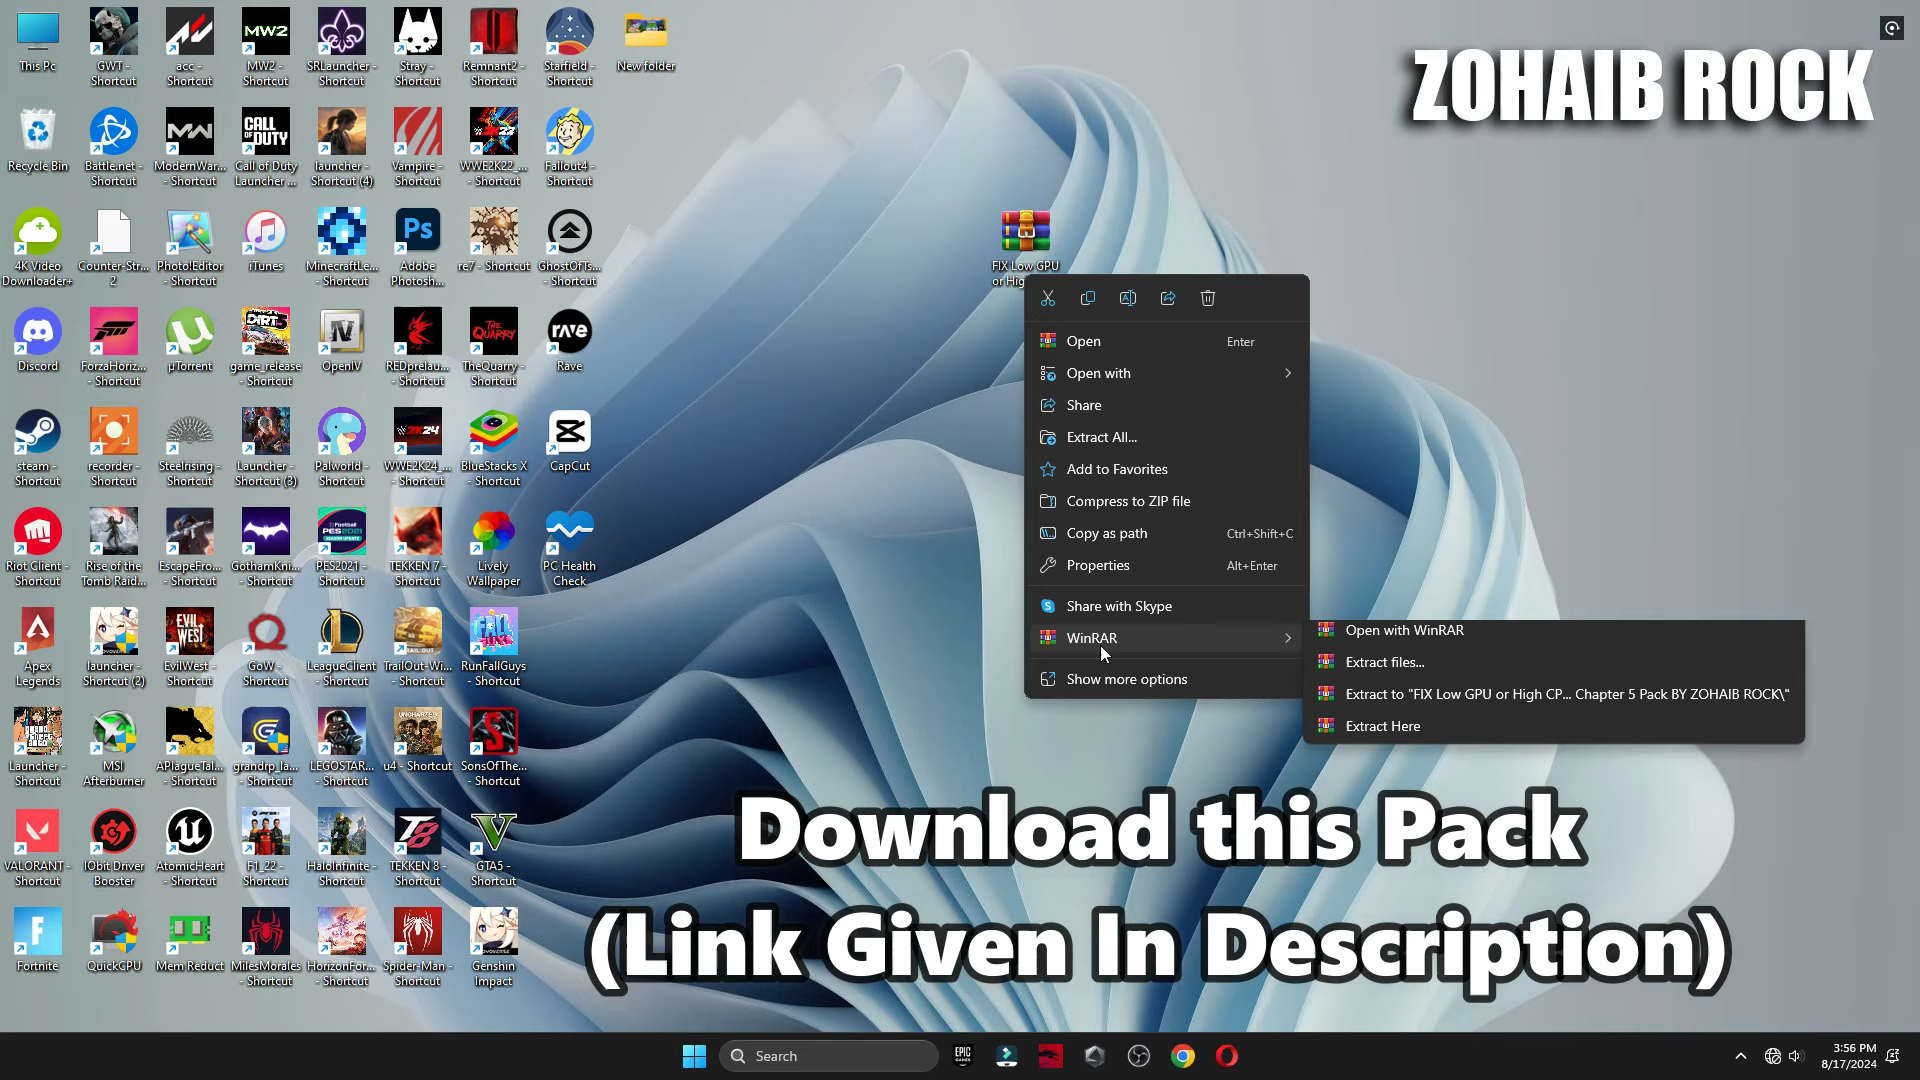 ZOHAIB ROCK
This Pc
GWT - Shortcut
acc - Shortcut
MW2 - Shortcut
SRLauncher - Shortcut
Stray - Shortcut
Remnant2 - Shortcut
Starfield - Shortcut
New folder
Recycle Bin
Battle.net - Shortcut
ModernWar... - Shortcut
Call of Duty Launcher ...
launcher - Shortcut (4)
Vampire - Shortcut
WWE2K22_... - Shortcut
Fallout4 - Shortcut
4K Video Downloader+
Counter-Str... 2
Photo!Editor - Shortcut
iTunes
MinecraftLe... - Shortcut
Adobe Photosh...
re7 - Shortcut
GhostOfTs... - Shortcut
FIX Low GPU
or Hig
Discord
ForzaHoriz... - Shortcut
µTorrent
game_release - Shortcut
OpenIV
REDprelau... - Shortcut
TheQuarry - Shortcut
Rave
steam - Shortcut
recorder - Shortcut
Steelrising - Shortcut
Launcher - Shortcut (3)
Palworld - Shortcut
WWE2K24_... - Shortcut
BlueStacks X - Shortcut
CapCut
Riot Client - Shortcut
Rise of the Tomb Raid...
EscapeFro... - Shortcut
GothamKni... - Shortcut
PES2021 - Shortcut
TEKKEN 7 - Shortcut
Lively Wallpaper
PC Health Check
Apex Legends
launcher - Shortcut (2)
EvilWest - Shortcut
GoW - Shortcut
LeagueClient - Shortcut
TrailOut-Wi... - Shortcut
RunFallGuys - Shortcut
Launcher - Shortcut
MSI Afterburner
APlagueTal... - Shortcut
grandrp_la... - Shortcut
LEGOSTAR... - Shortcut
u4 - Shortcut
SonsOfThe... - Shortcut
VALORANT - Shortcut
IObit Driver Booster
AtomicHeart - Shortcut
F1_22 - Shortcut
HaloInfinite - Shortcut
TEKKEN 8 - Shortcut
GTA5 - Shortcut
Fortnite
QuickCPU
Mem Reduct
MilesMorales - Shortcut
HorizonFor... - Shortcut
Spider-Man - Shortcut
Genshin Impact
Open Enter
Open with
Share
Extract All...
Add to Favorites
Compress to ZIP file
Copy as path Ctrl+Shift+C
Properties Alt+Enter
Share with Skype
WinRAR
Show more options
Open with WinRAR
Extract files...
Extract to "FIX Low GPU or High CP... Chapter 5 Pack BY ZOHAIB ROCK\"
Extract Here
Download this Pack
(Link Given In Description)
Search
3:56 PM
8/17/2024